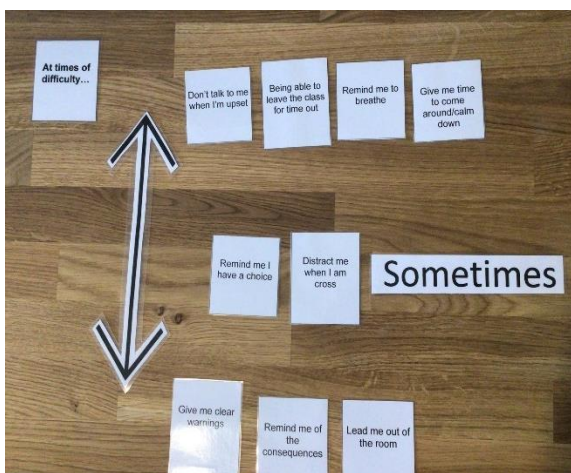 At times of
difficulty…
Don't talk to me
when I'm upset
Being able to
leave the class
for time out
Remind me to
breathe
Give me time
to come
around/calm
down
Remind me I
have a choice
Distract me
when I am
cross
Sometimes
Give me clear
warnings
Remind me of
the
consequences
Lead me out of
the room